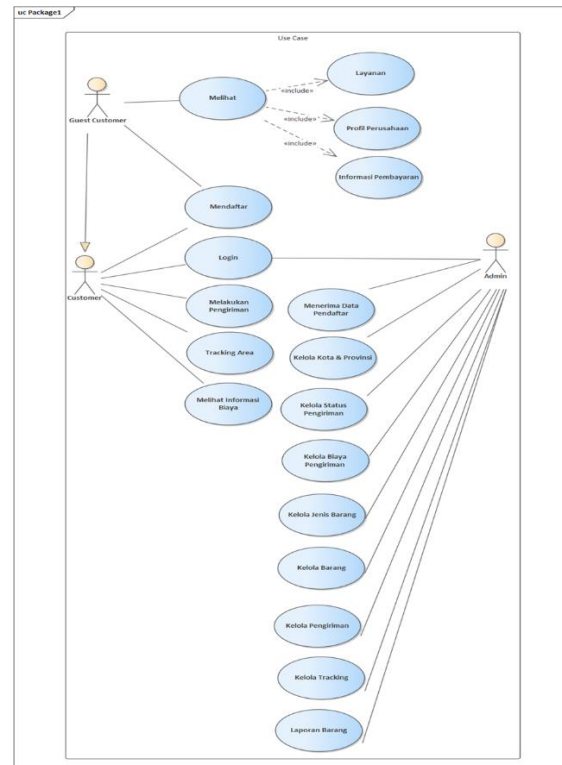 uc Package1
Use Case
Guest Customer
Melihat
«include»
Layanan
«include»
Profil Perusahaan
«include»
Informasi Pembayaran
Mendaftar
Customer
Login
Admin
Melakukan
Pengiriman
Menerima Data
Pendaftar
Tracking Area
Kelola Kota & Provinsi
Melihat Informasi
Biaya
Kelola Status
Pengiriman
Kelola Biaya
Pengiriman
Kelola Jenis Barang
Kelola Barang
Kelola Pengiriman
Kelola Tracking
Laporan Barang